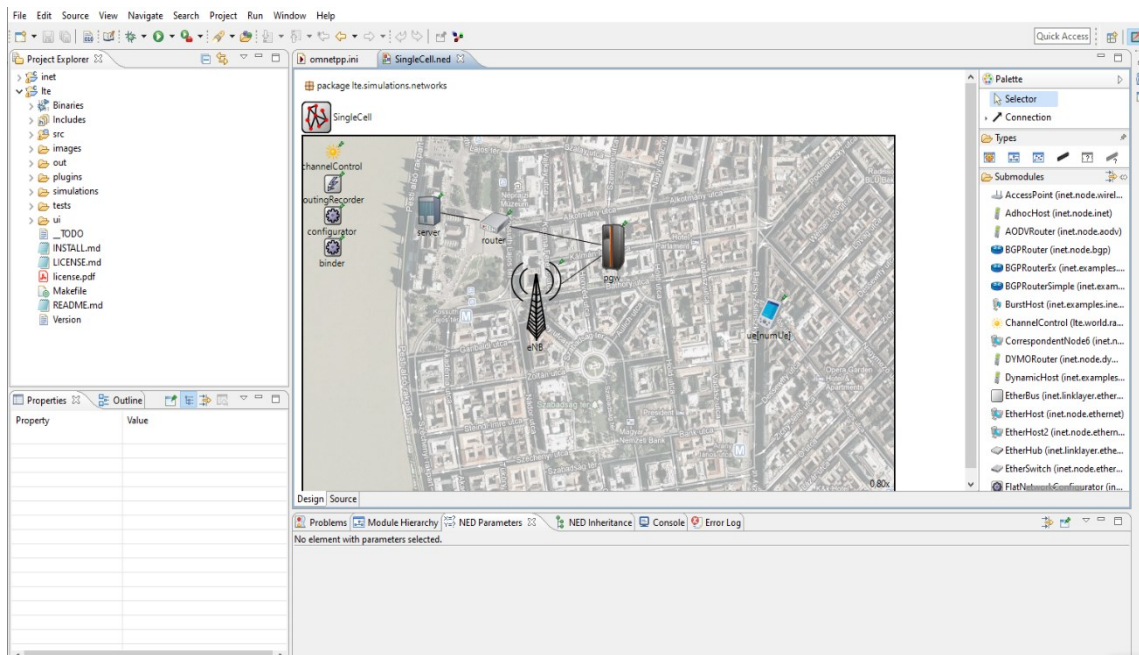 File Edit Source View Navigate Search Project Run Window Help
Quick Access
Project Explorer
inet
lte
Binaries
Includes
src
images
out
plugins
simulations
tests
ui
_TODO
INSTALL.md
LICENSE.md
license.pdf
Makefile
README.md
Version
Properties Outline
Property Value
omnetpp.ini SingleCell.ned
package lte.simulations.networks
SingleCell
channelControl
outingRecorder
configurator
binder
server
router
pgw
eNB
ue[numUe]
Alkotmány utca
Szabadság tér
M
M
0.80x
Design Source
Palette
Selector
Connection
Types
Submodules
AccessPoint (inet.node.wirel...
AdhocHost (inet.node.inet)
AODVRouter (inet.node.aodv)
BGPRouter (inet.node.bgp)
BGPRouterEx (inet.examples....
BGPRouterSimple (inet.exam...
BurstHost (inet.examples.ine...
ChannelControl (lte.world.ra...
CorrespondentNode6 (inet.n...
DYMORouter (inet.node.dy...
DynamicHost (inet.examples...
EtherBus (inet.linklayer.ether...
EtherHost (inet.node.ethernet)
EtherHost2 (inet.node.ethern...
EtherHub (inet.linklayer.ethe...
EtherSwitch (inet.node.ether...
FlatNetworkConfigurator (in...
Problems Module Hierarchy NED Parameters NED Inheritance Console Error Log
No element with parameters selected.